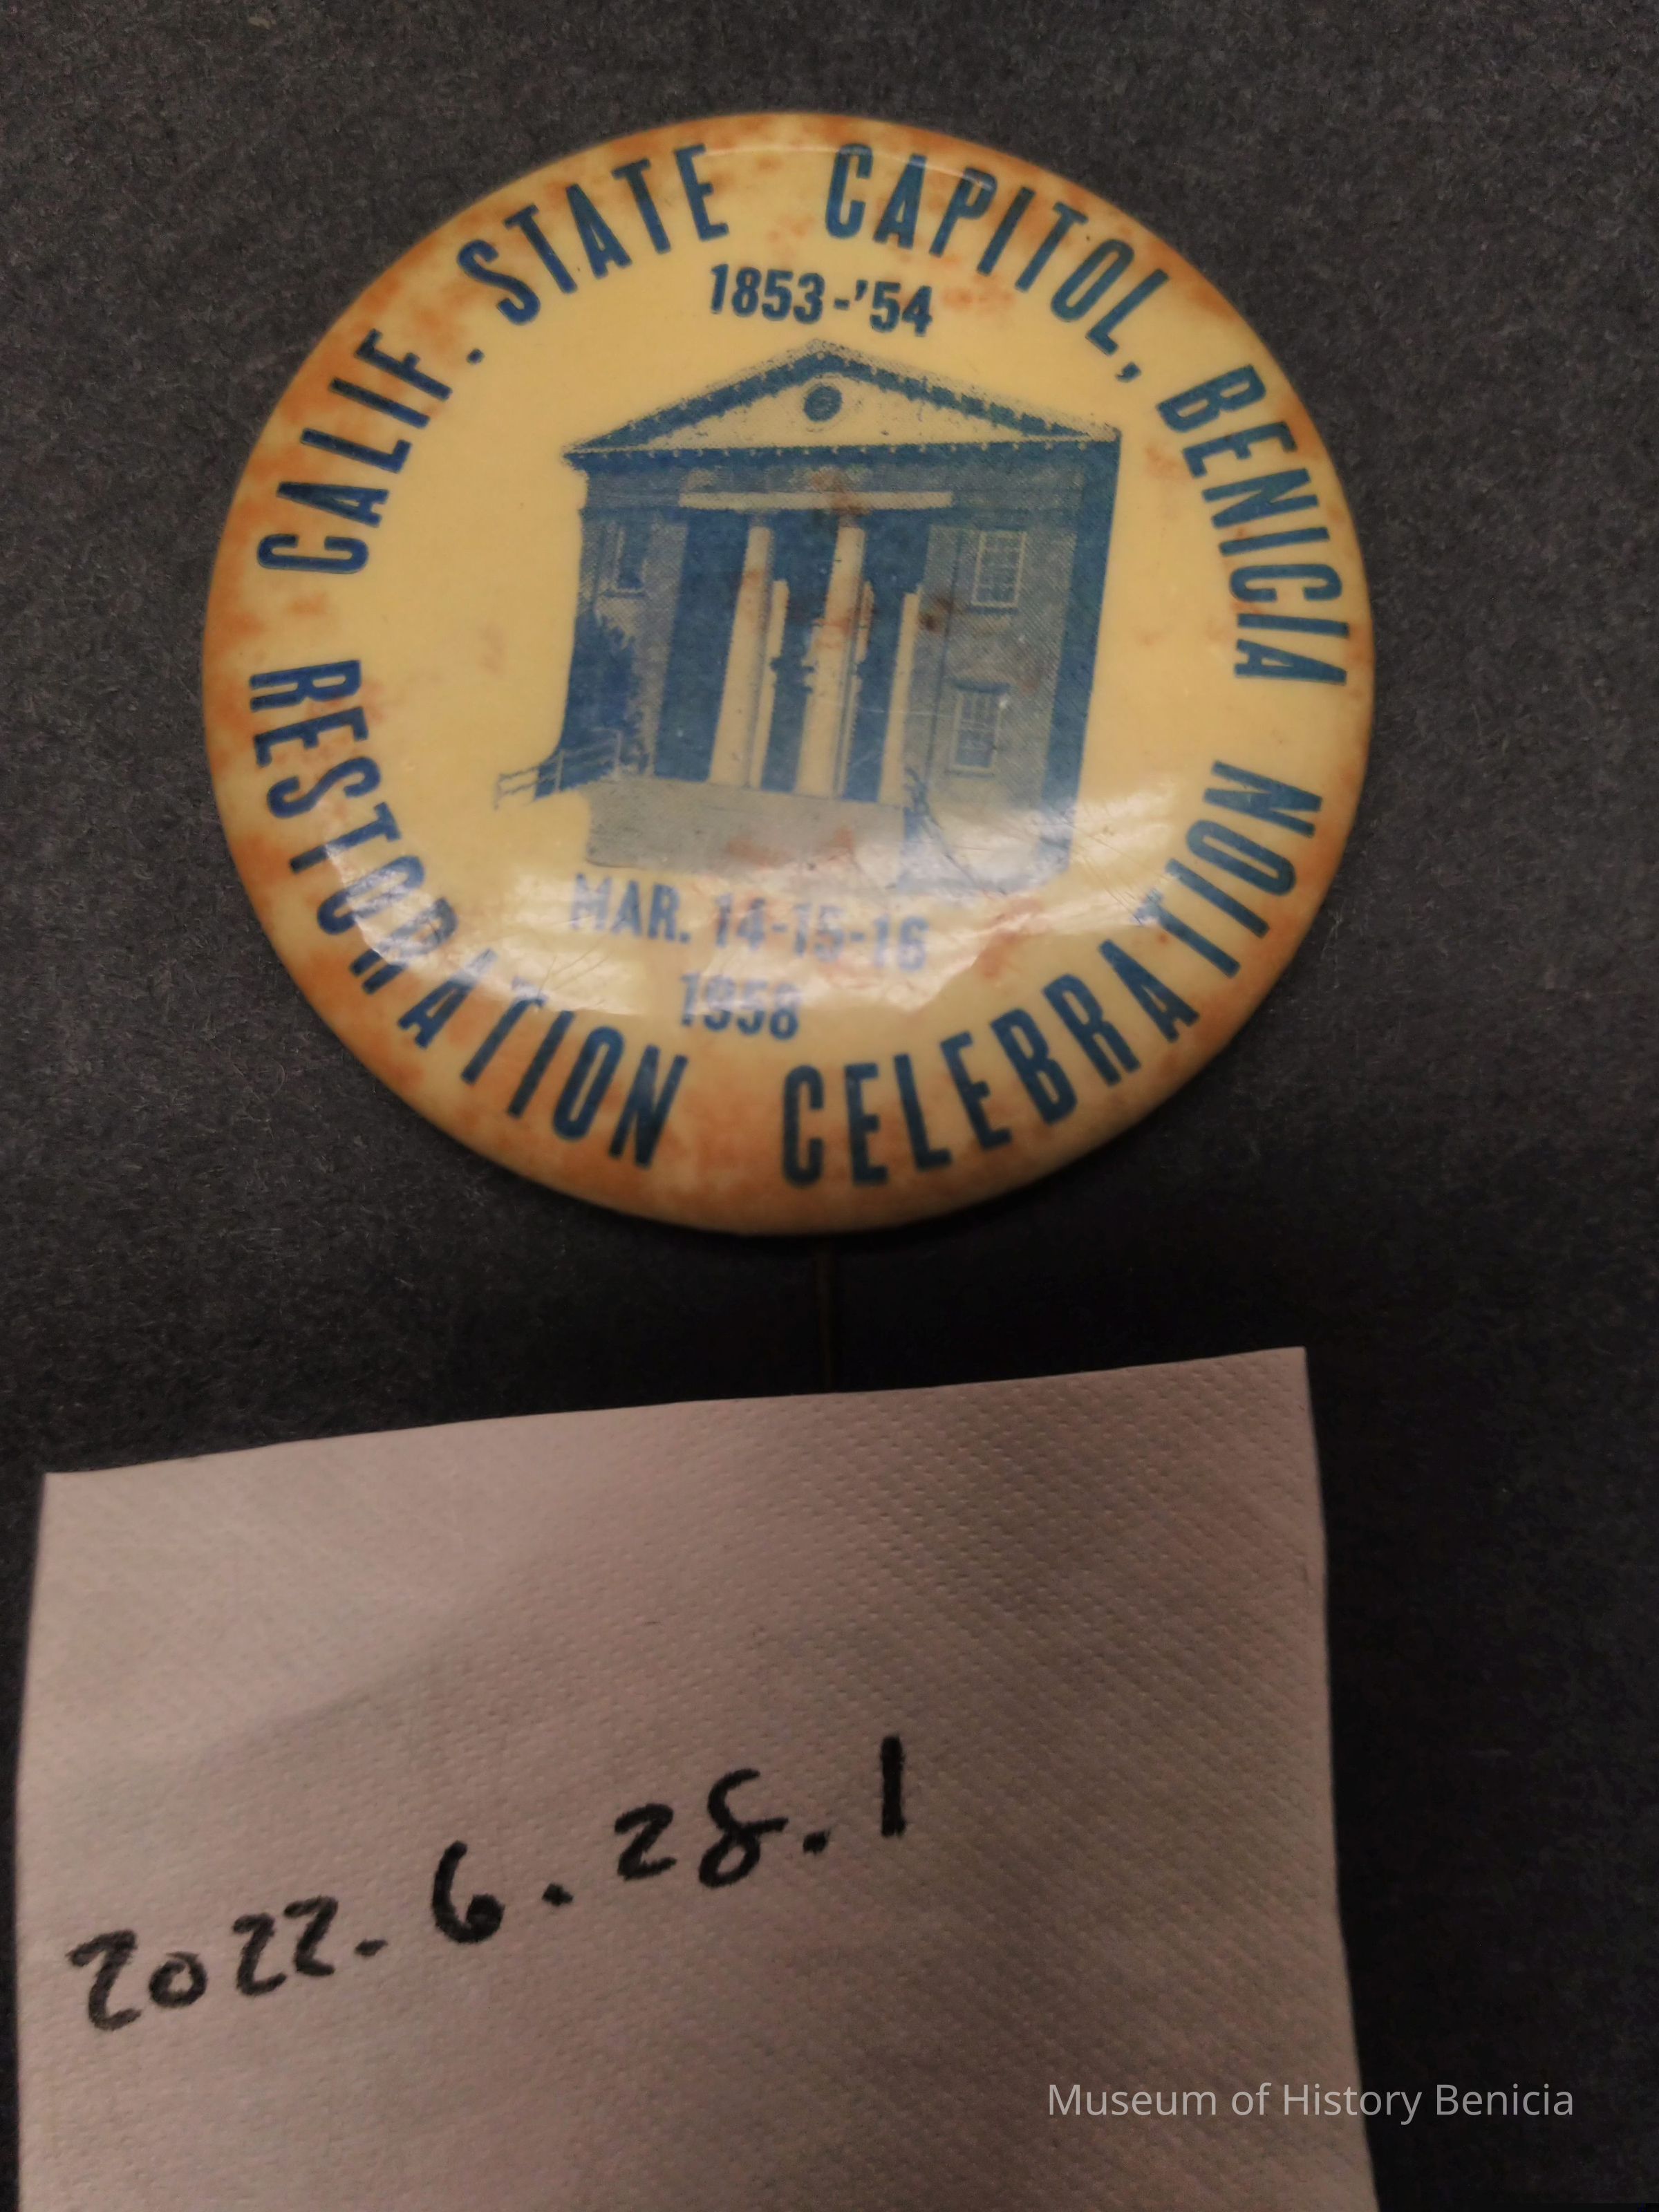 CALIF. STATE CAPITOL, BENICIA
1853-'54
MAR. 14-15-16
1958
RESTORATION CELEBRATION
2022.6.28.1
Museum of History Benicia